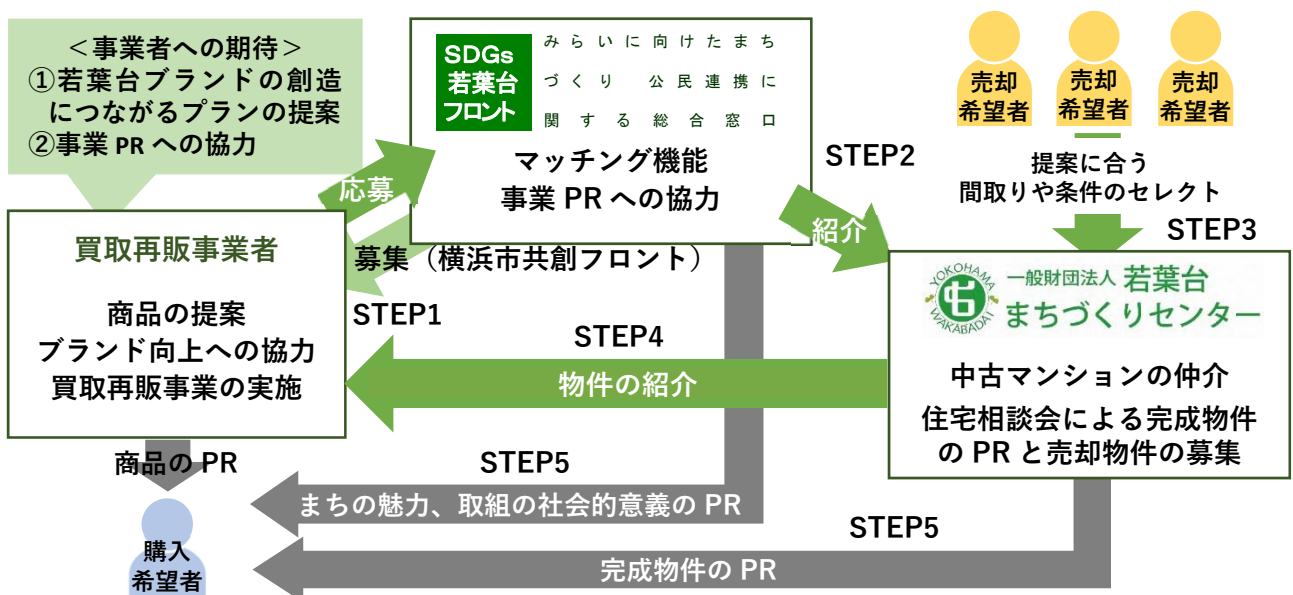 ＜事業者への期待＞
①若葉台ブランドの創造
につながるプランの提案
②事業 PR への協力
SDGs
若葉台
フロント
みらいに向けたまち
づくり 公民連携に
関する総合窓口
マッチング機能
事業 PR への協力
売却
希望者
売却
希望者
売却
希望者
STEP2
提案に合う
間取りや条件のセレクト
応募
紹介
STEP3
買取再販事業者
商品の提案
ブランド向上への協力
買取再販事業の実施
募集（横浜市共創フロント）
STEP1
YOKOHAMA
WAKABADAI
一般財団法人 若葉台
まちづくりセンター
中古マンションの仲介
住宅相談会による完成物件
の PR と売却物件の募集
STEP4
物件の紹介
商品の PR
STEP5
まちの魅力、取組の社会的意義の PR
STEP5
完成物件の PR
購入
希望者